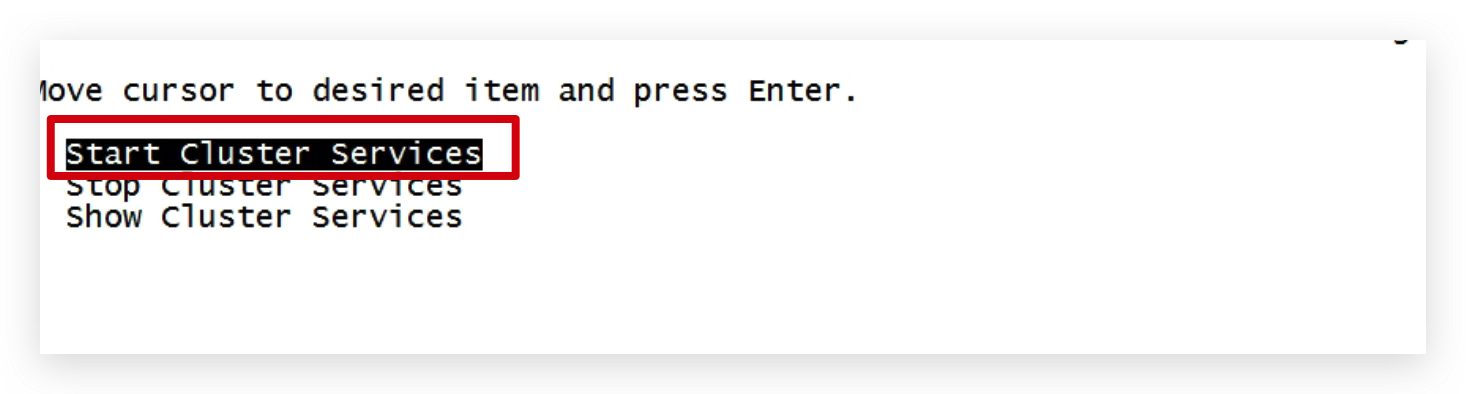 Move cursor to desired item and press Enter.
Start Cluster Services
Stop Cluster Services
Show Cluster Services